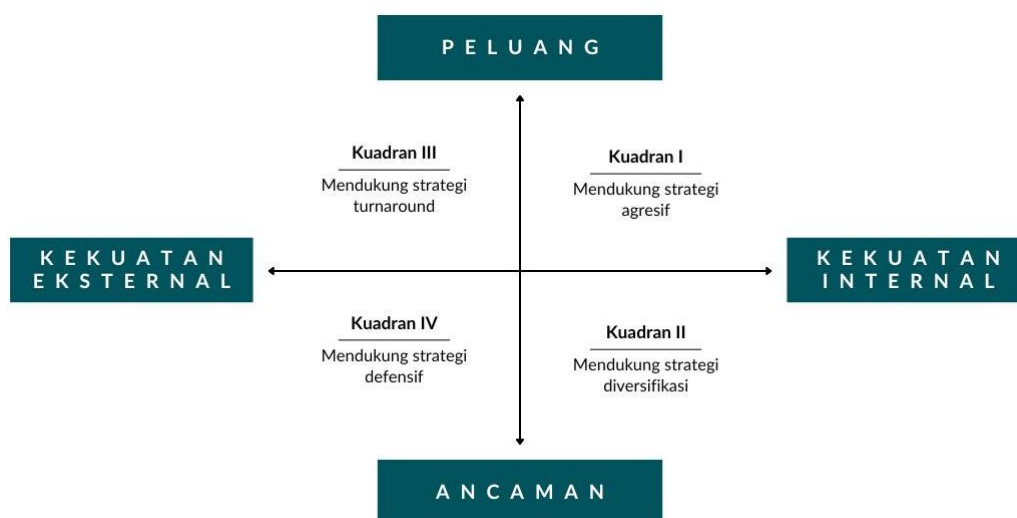 PELUANG
Kuadran III
Mendukung strategi
turnaround
Kuadran I
Mendukung strategi
agresif
KEKUATAN
EKSTERNAL
KEKUATAN
INTERNAL
Kuadran IV
Mendukung strategi
defensif
Kuadran II
Mendukung strategi
diversifikasi
ANCAMAN